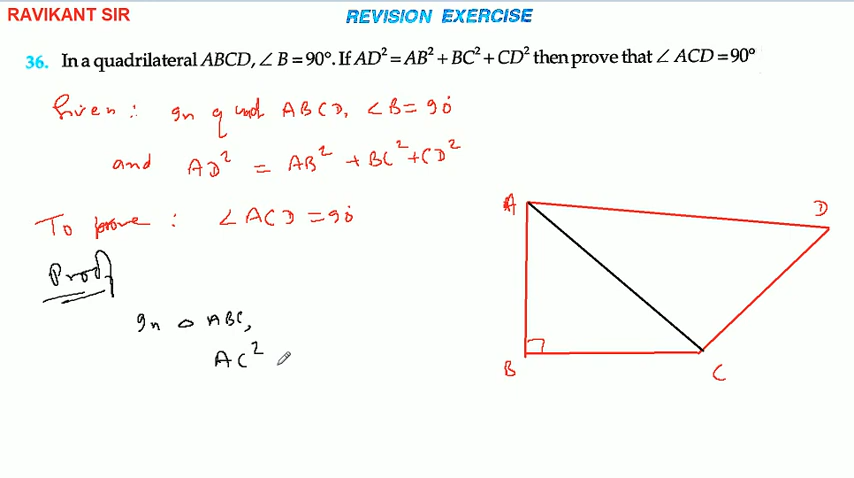 RAVIKANT SIR
REVISION EXERCISE
36. In a quadrilateral ABCD, ∠ B = 90°. If AD² = AB² + BC² + CD² then prove that ∠ ACD = 90°
Given : In quad ABCD, ∠B = 90°
and AD² = AB² + BC² + CD²
To prove : ∠ACD = 90°
Proof
In △ ABC,
AC²
A
D
B
C